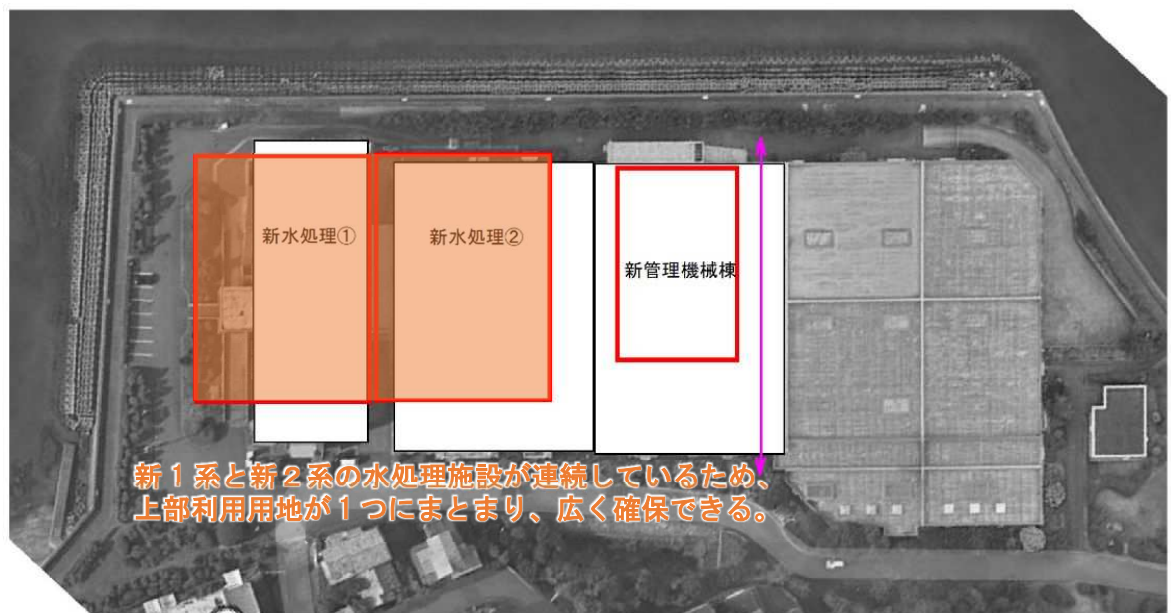 新水処理①
新水処理②
新管理機械棟
新１系と新２系の水処理施設が連続しているため、
上部利用用地が１つにまとまり、広く確保できる。